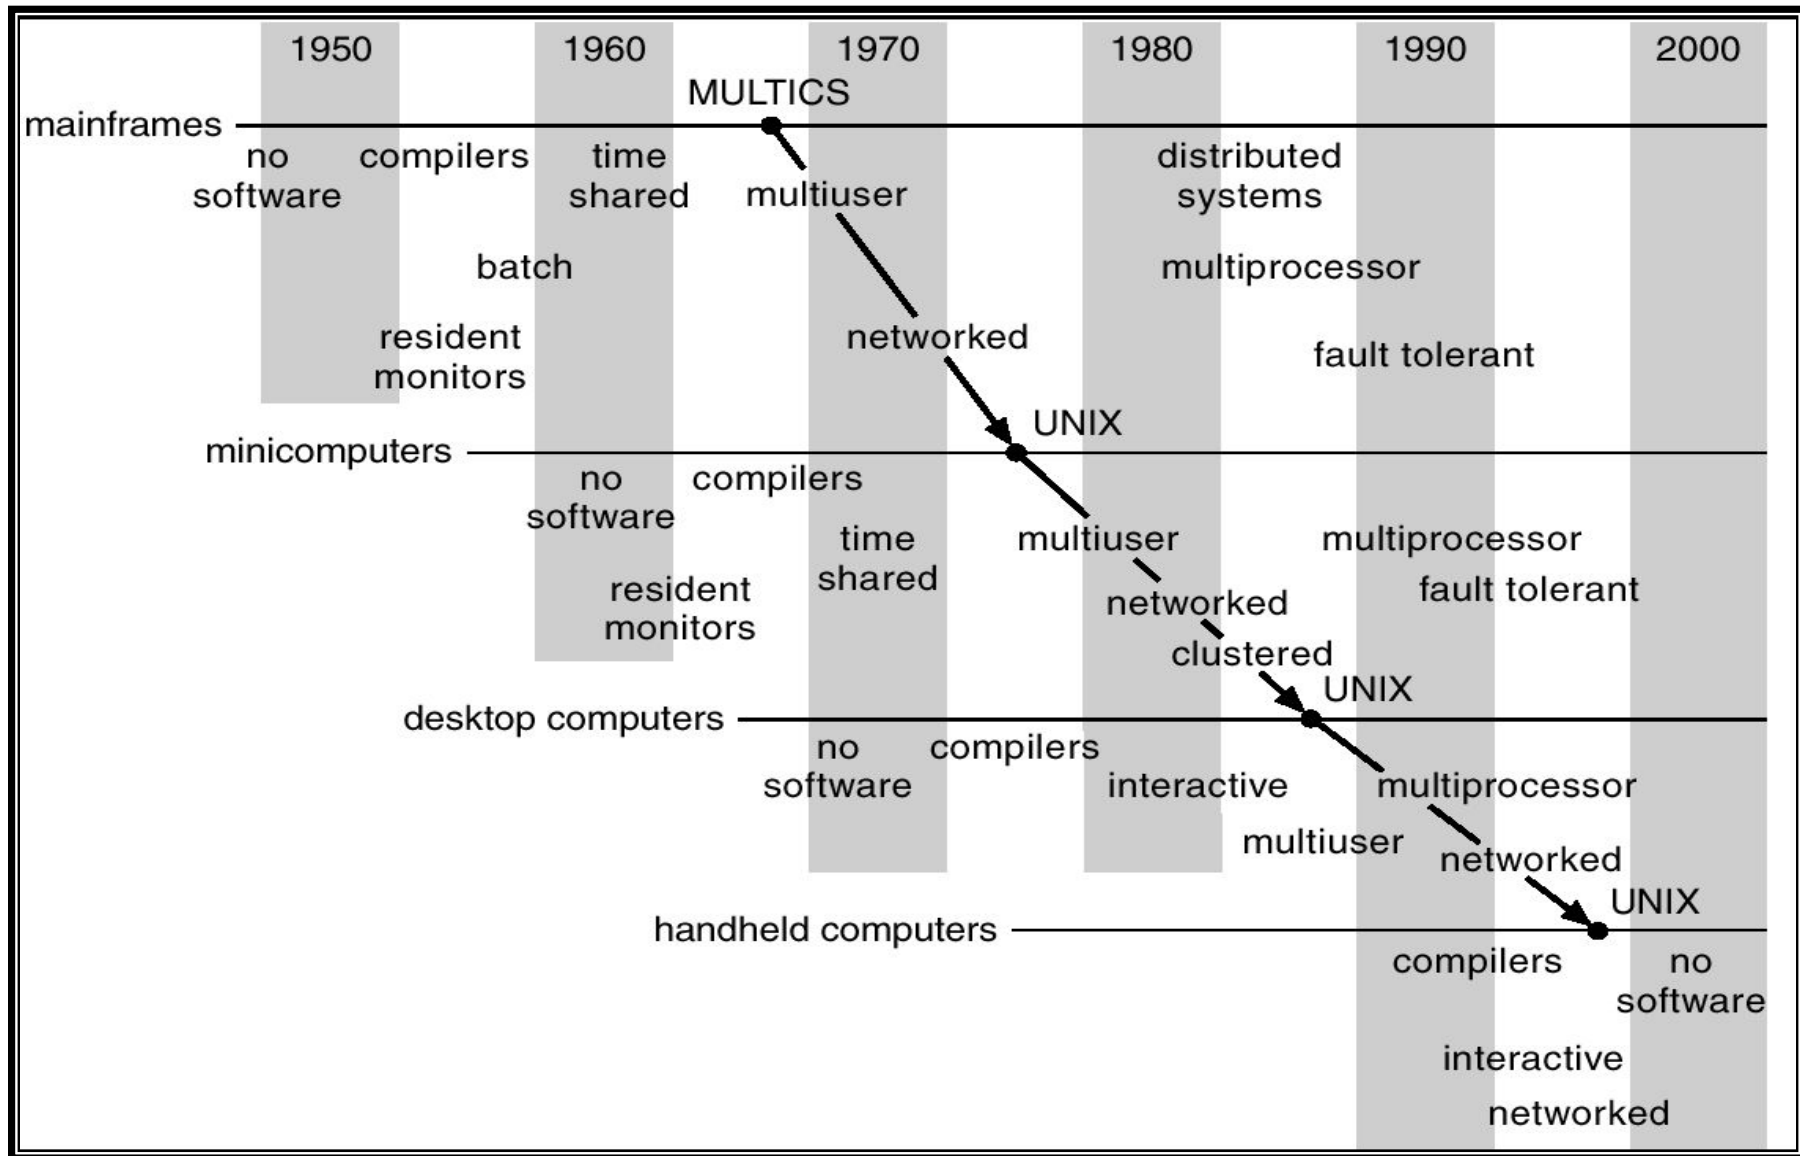 1950 1960 1970 1980 1990 2000
MULTICS
mainframes
no compilers time distributed
software shared multiuser systems
batch multiprocessor
resident networked
monitors fault tolerant
UNIX
minicomputers
no compilers
software
time multiuser multiprocessor
shared
resident networked fault tolerant
monitors
clustered
UNIX
desktop computers
no compilers
software interactive multiprocessor
multiuser networked
UNIX
handheld computers
compilers no
software
interactive
networked